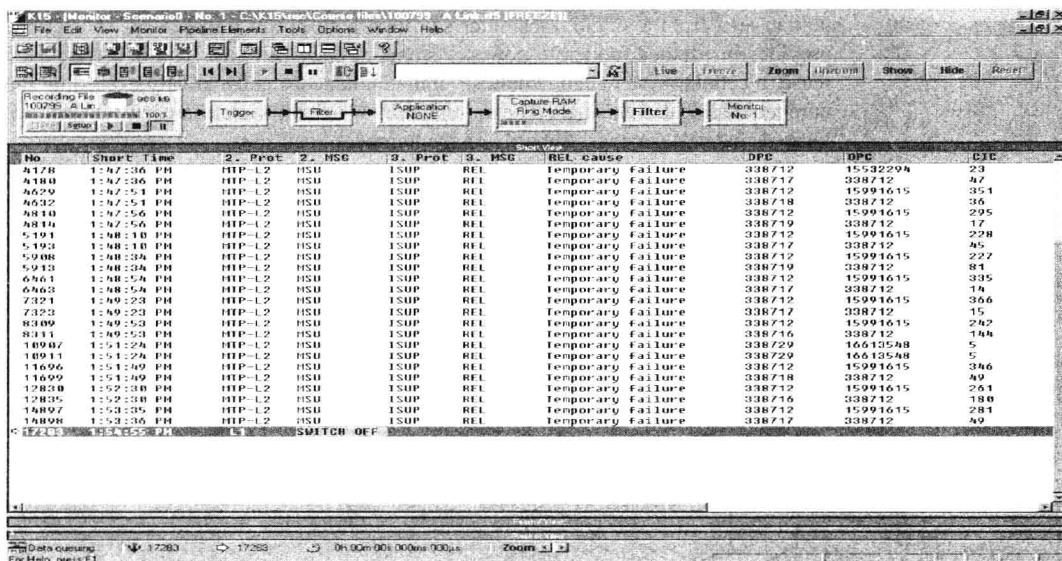 K15 - [Monitor - Scenario0 - No. 1 - C:\K15\rec\Course files\100799_A Link.rf5 [FREEZE]]
File Edit View Monitor Pipeline Elements Tools Options Window Help
Live Freeze Zoom Unzoom Show Hide Reset
Recording File
100799_A Lin 968 kB
100%
Setup
Trigger
Filter
Application
NONE
Capture RAM
Ring Mode
Filter
Monitor
No. 1
Short View
No Short Time 2. Prot 2. MSG 3. Prot 3. MSG REL cause DPC OPC CIC
4178 1:47:36 PM MTP-L2 MSU ISUP REL Temporary failure 338712 15532294 23
4180 1:47:36 PM MTP-L2 MSU ISUP REL Temporary failure 338717 338712 47
4629 1:47:51 PM MTP-L2 MSU ISUP REL Temporary failure 338712 15991615 351
4632 1:47:51 PM MTP-L2 MSU ISUP REL Temporary failure 338718 338712 36
4810 1:47:56 PM MTP-L2 MSU ISUP REL Temporary failure 338712 15991615 295
4814 1:47:56 PM MTP-L2 MSU ISUP REL Temporary failure 338719 338712 17
5191 1:48:10 PM MTP-L2 MSU ISUP REL Temporary failure 338712 15991615 228
5193 1:48:10 PM MTP-L2 MSU ISUP REL Temporary failure 338717 338712 45
5908 1:48:34 PM MTP-L2 MSU ISUP REL Temporary failure 338712 15991615 227
5913 1:48:34 PM MTP-L2 MSU ISUP REL Temporary failure 338719 338712 81
6461 1:48:54 PM MTP-L2 MSU ISUP REL Temporary failure 338712 15991615 335
6463 1:48:54 PM MTP-L2 MSU ISUP REL Temporary failure 338717 338712 14
7321 1:49:23 PM MTP-L2 MSU ISUP REL Temporary failure 338712 15991615 366
7323 1:49:23 PM MTP-L2 MSU ISUP REL Temporary failure 338717 338712 15
8309 1:49:53 PM MTP-L2 MSU ISUP REL Temporary failure 338712 15991615 242
8311 1:49:53 PM MTP-L2 MSU ISUP REL Temporary failure 338716 338712 144
10907 1:51:24 PM MTP-L2 MSU ISUP REL Temporary failure 338729 16613548 5
10911 1:51:24 PM MTP-L2 MSU ISUP REL Temporary failure 338729 16613548 5
11696 1:51:49 PM MTP-L2 MSU ISUP REL Temporary failure 338712 15991615 346
11699 1:51:49 PM MTP-L2 MSU ISUP REL Temporary failure 338718 338712 49
12830 1:52:30 PM MTP-L2 MSU ISUP REL Temporary failure 338712 15991615 261
12835 1:52:30 PM MTP-L2 MSU ISUP REL Temporary failure 338716 338712 180
14897 1:53:35 PM MTP-L2 MSU ISUP REL Temporary failure 338712 15991615 281
14898 1:53:36 PM MTP-L2 MSU ISUP REL Temporary failure 338717 338712 49
17283 1:54:55 PM L1 SWITCH OFF
Data queuing 17283 17283 0h 00m 00s 000ms 000µs Zoom
For Help, press F1